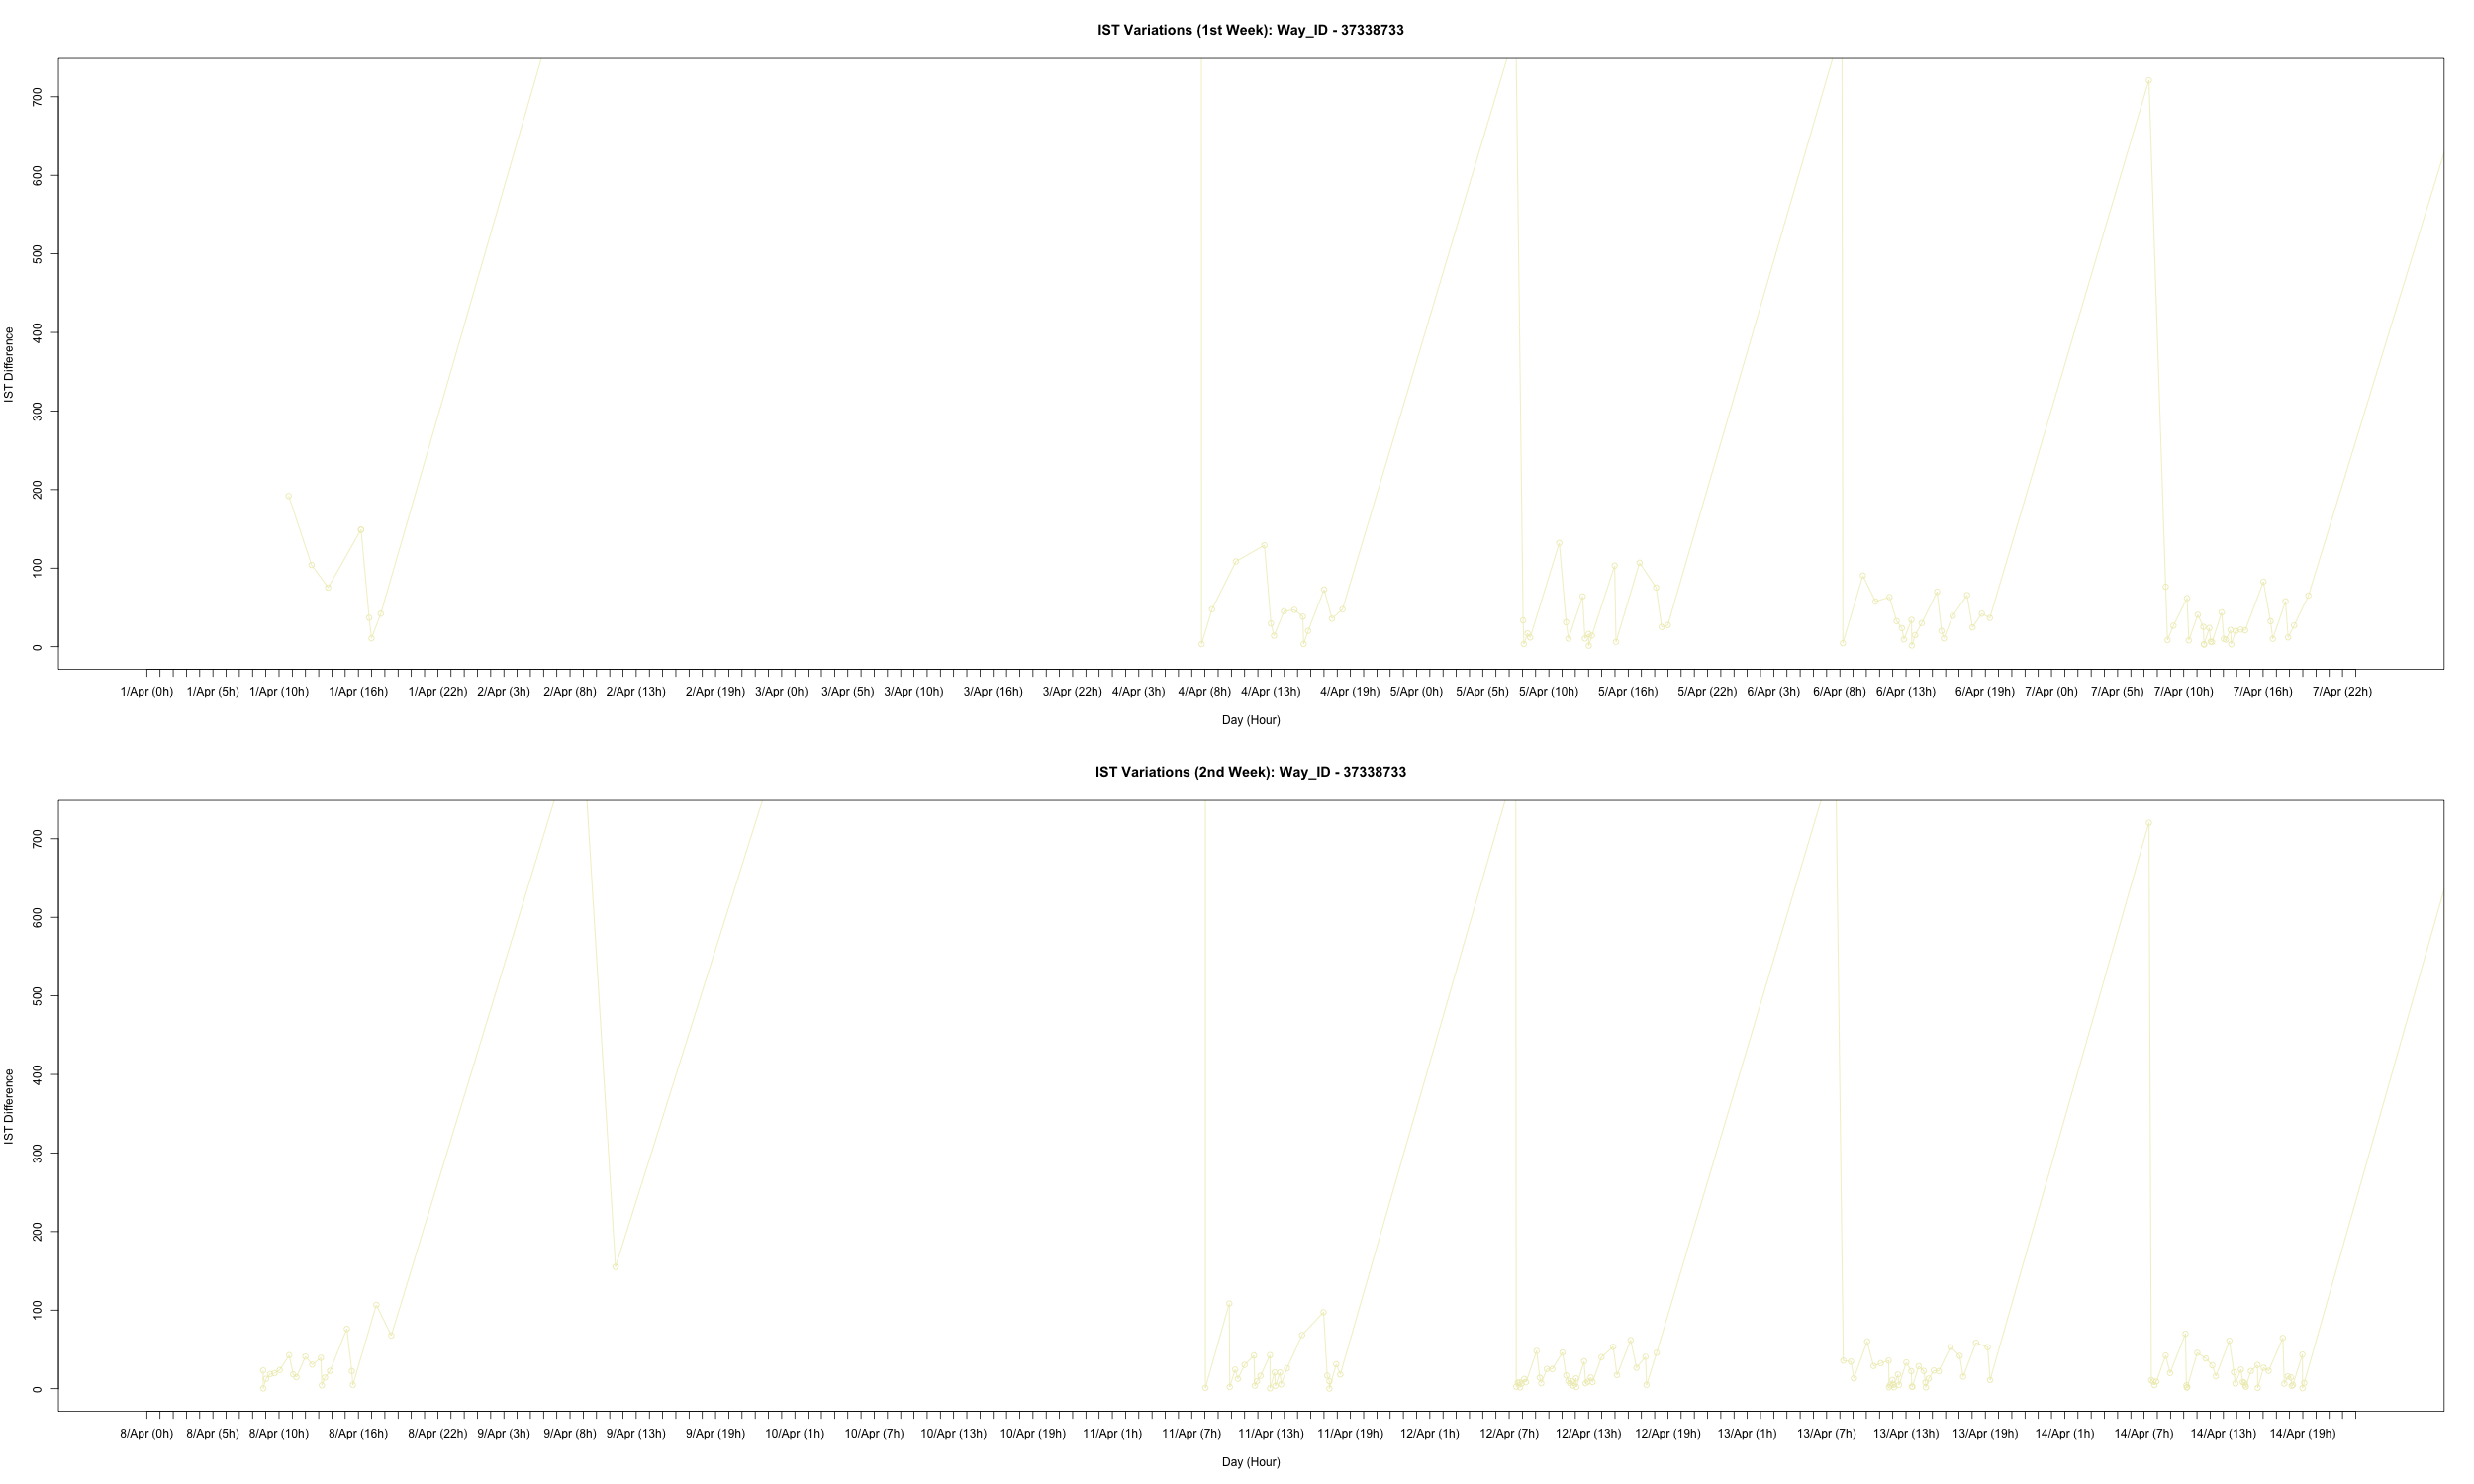 IST Variations (1st Week): Way_ID - 37338733
700
600
500
400
300
200
100
0
IST Difference
1/Apr (0h) 1/Apr (5h) 1/Apr (10h) 1/Apr (16h) 1/Apr (22h) 2/Apr (3h) 2/Apr (8h) 2/Apr (13h) 2/Apr (19h) 3/Apr (0h) 3/Apr (5h) 3/Apr (10h) 3/Apr (16h) 3/Apr (22h) 4/Apr (3h) 4/Apr (8h) 4/Apr (13h) 4/Apr (19h) 5/Apr (0h) 5/Apr (5h) 5/Apr (10h) 5/Apr (16h) 5/Apr (22h) 6/Apr (3h) 6/Apr (8h) 6/Apr (13h) 6/Apr (19h) 7/Apr (0h) 7/Apr (5h) 7/Apr (10h) 7/Apr (16h) 7/Apr (22h)
Day (Hour)
IST Variations (2nd Week): Way_ID - 37338733
700
600
500
400
300
200
100
0
IST Difference
8/Apr (0h) 8/Apr (5h) 8/Apr (10h) 8/Apr (16h) 8/Apr (22h) 9/Apr (3h) 9/Apr (8h) 9/Apr (13h) 9/Apr (19h) 10/Apr (1h) 10/Apr (7h) 10/Apr (13h) 10/Apr (19h) 11/Apr (1h) 11/Apr (7h) 11/Apr (13h) 11/Apr (19h) 12/Apr (1h) 12/Apr (7h) 12/Apr (13h) 12/Apr (19h) 13/Apr (1h) 13/Apr (7h) 13/Apr (13h) 13/Apr (19h) 14/Apr (1h) 14/Apr (7h) 14/Apr (13h) 14/Apr (19h)
Day (Hour)